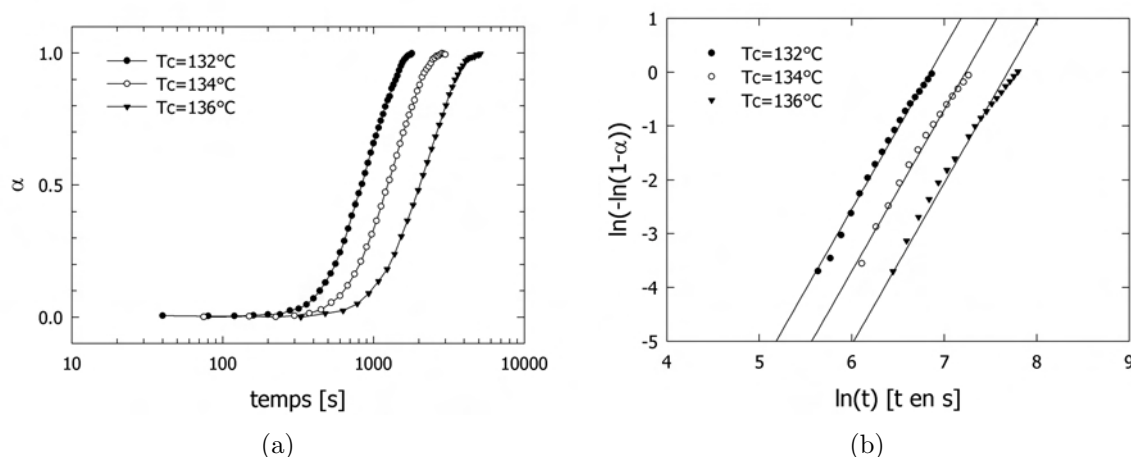 Tc=132°C
Tc=134°C
Tc=136°C
1.0
0.5
0.0
α
10
100
1000
10000
temps [s]
(a)
Tc=132°C
Tc=134°C
Tc=136°C
1
0
-1
-2
-3
-4
-5
ln(-ln(1-α))
4
5
6
7
8
9
ln(t) [t en s]
(b)